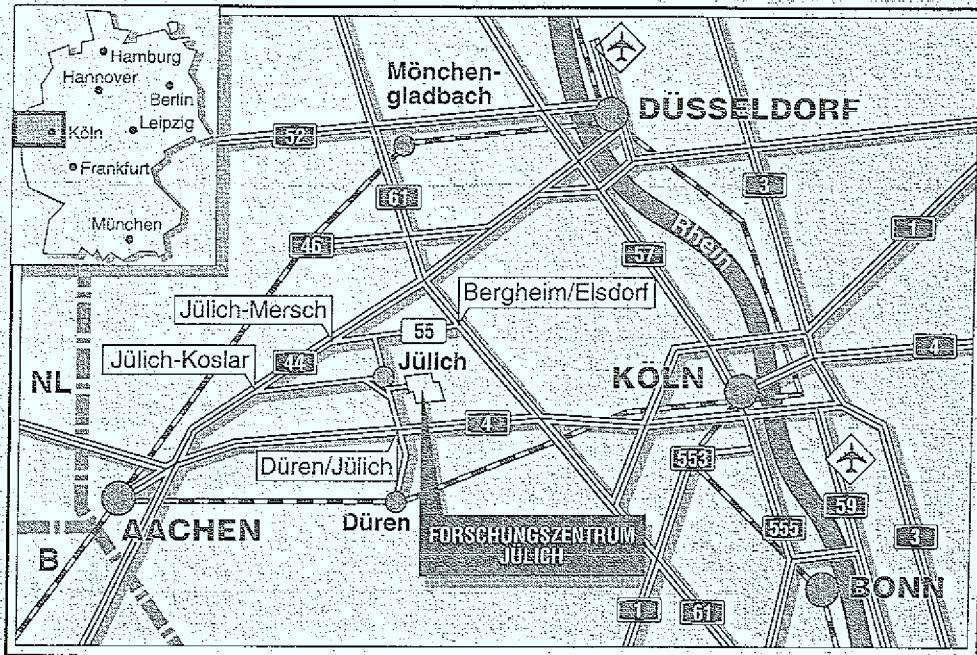 Hamburg
Hannover
Berlin
Leipzig
Köln
Frankfurt
München
Mönchen-
gladbach
DÜSSELDORF
52
61
3
1
46
57
Rhein
Bergheim/Elsdorf
Jülich-Mersch
55
4
Jülich-Koslar
44
Jülich
KÖLN
NL
4
Düren/Jülich
553
AACHEN
Düren
59
B
FORSCHUNGSZENTRUM
JÜLICH
555
3
BONN
1
61